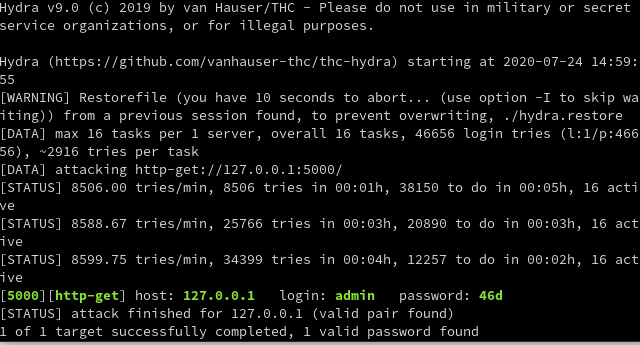 Hydra v9.0 (c) 2019 by van Hauser/THC - Please do not use in military or secret
service organizations, or for illegal purposes.
Hydra (https://github.com/vanhauser-thc/thc-hydra) starting at 2020-07-24 14:59:
55
[WARNING] Restorefile (you have 10 seconds to abort... (use option -I to skip wa
iting)) from a previous session found, to prevent overwriting, ./hydra.restore
[DATA] max 16 tasks per 1 server, overall 16 tasks, 46656 login tries (l:1/p:466
56), ~2916 tries per task
[DATA] attacking http-get://127.0.0.1:5000/
[STATUS] 8506.00 tries/min, 8506 tries in 00:01h, 38150 to do in 00:05h, 16 acti
ve
[STATUS] 8588.67 tries/min, 25766 tries in 00:03h, 20890 to do in 00:03h, 16 act
ive
[STATUS] 8599.75 tries/min, 34399 tries in 00:04h, 12257 to do in 00:02h, 16 act
ive
[5000][http-get] host: 127.0.0.1   login: admin   password: 46d
[STATUS] attack finished for 127.0.0.1 (valid pair found)
1 of 1 target successfully completed, 1 valid password found